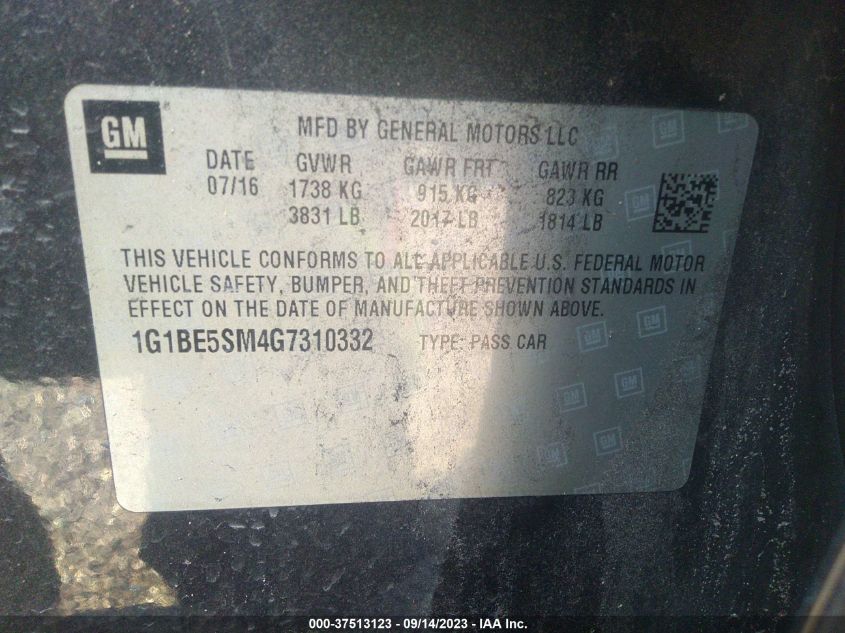 GM
MFD BY GENERAL MOTORS LLC
DATE GVWR GAWR FRT GAWR RR
07/16 1738 KG 915 KG 823 KG
3831 LB 2017 LB 1814 LB
THIS VEHICLE CONFORMS TO ALL APPLICABLE U.S. FEDERAL MOTOR
VEHICLE SAFETY, BUMPER, AND THEFT PREVENTION STANDARDS IN
EFFECT ON THE DATE OF MANUFACTURE SHOWN ABOVE.
1G1BE5SM4G7310332 TYPE: PASS CAR
000-37513123 / 09/14/2023 - IAA Inc.